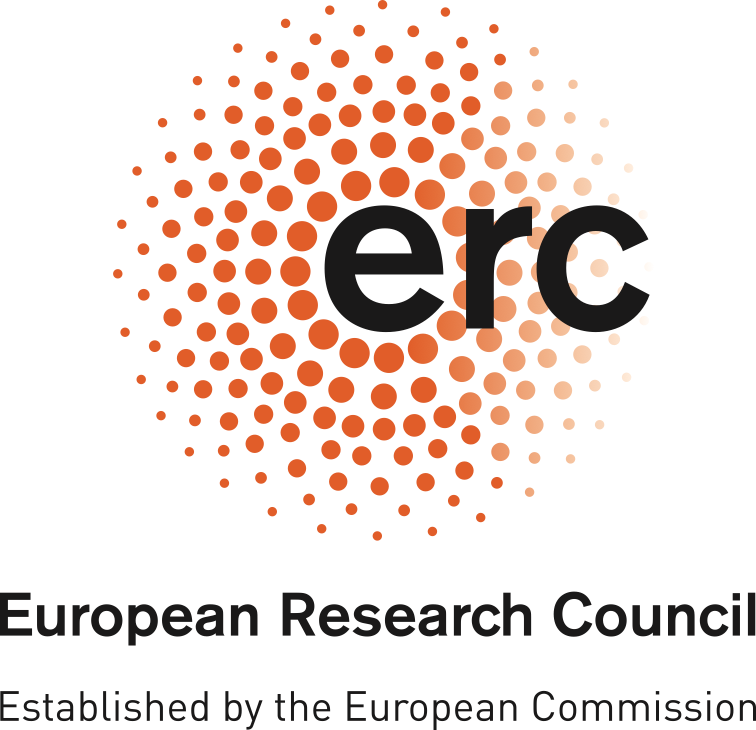 erc
European Research Council
Established by the European Commission